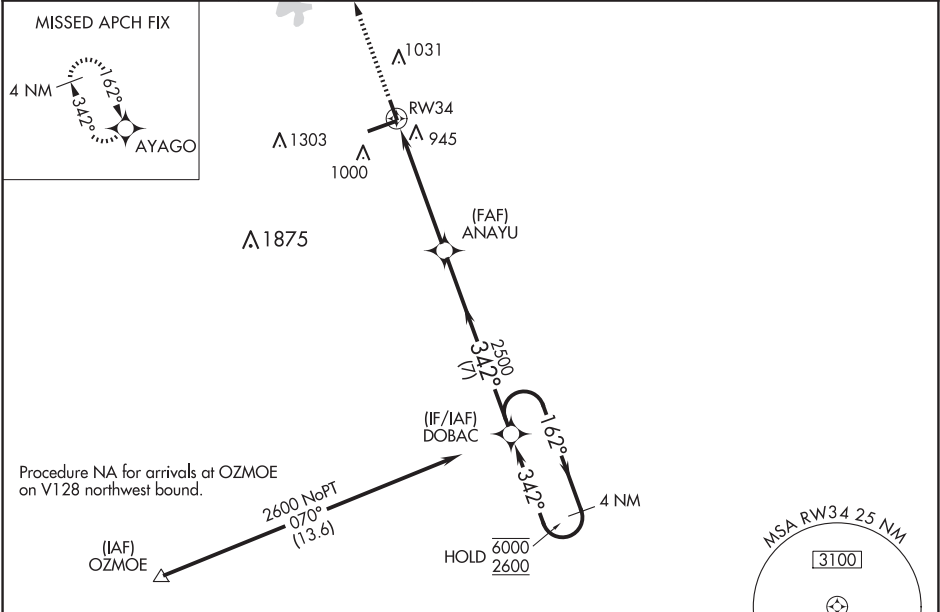 MISSED APCH FIX
4 NM
162°
342°
AYAGO
1031
RW34
1303
945
1000
(FAF)
ANAYU
1875
2500
342°
(7)
(IF/IAF)
DOBAC
162°
342°
4 NM
Procedure NA for arrivals at OZMOE
on V128 northwest bound.
2600 NoPT
070°
(13.6)
(IAF)
OZMOE
HOLD
6000
2600
MSA RW34 25 NM
3100